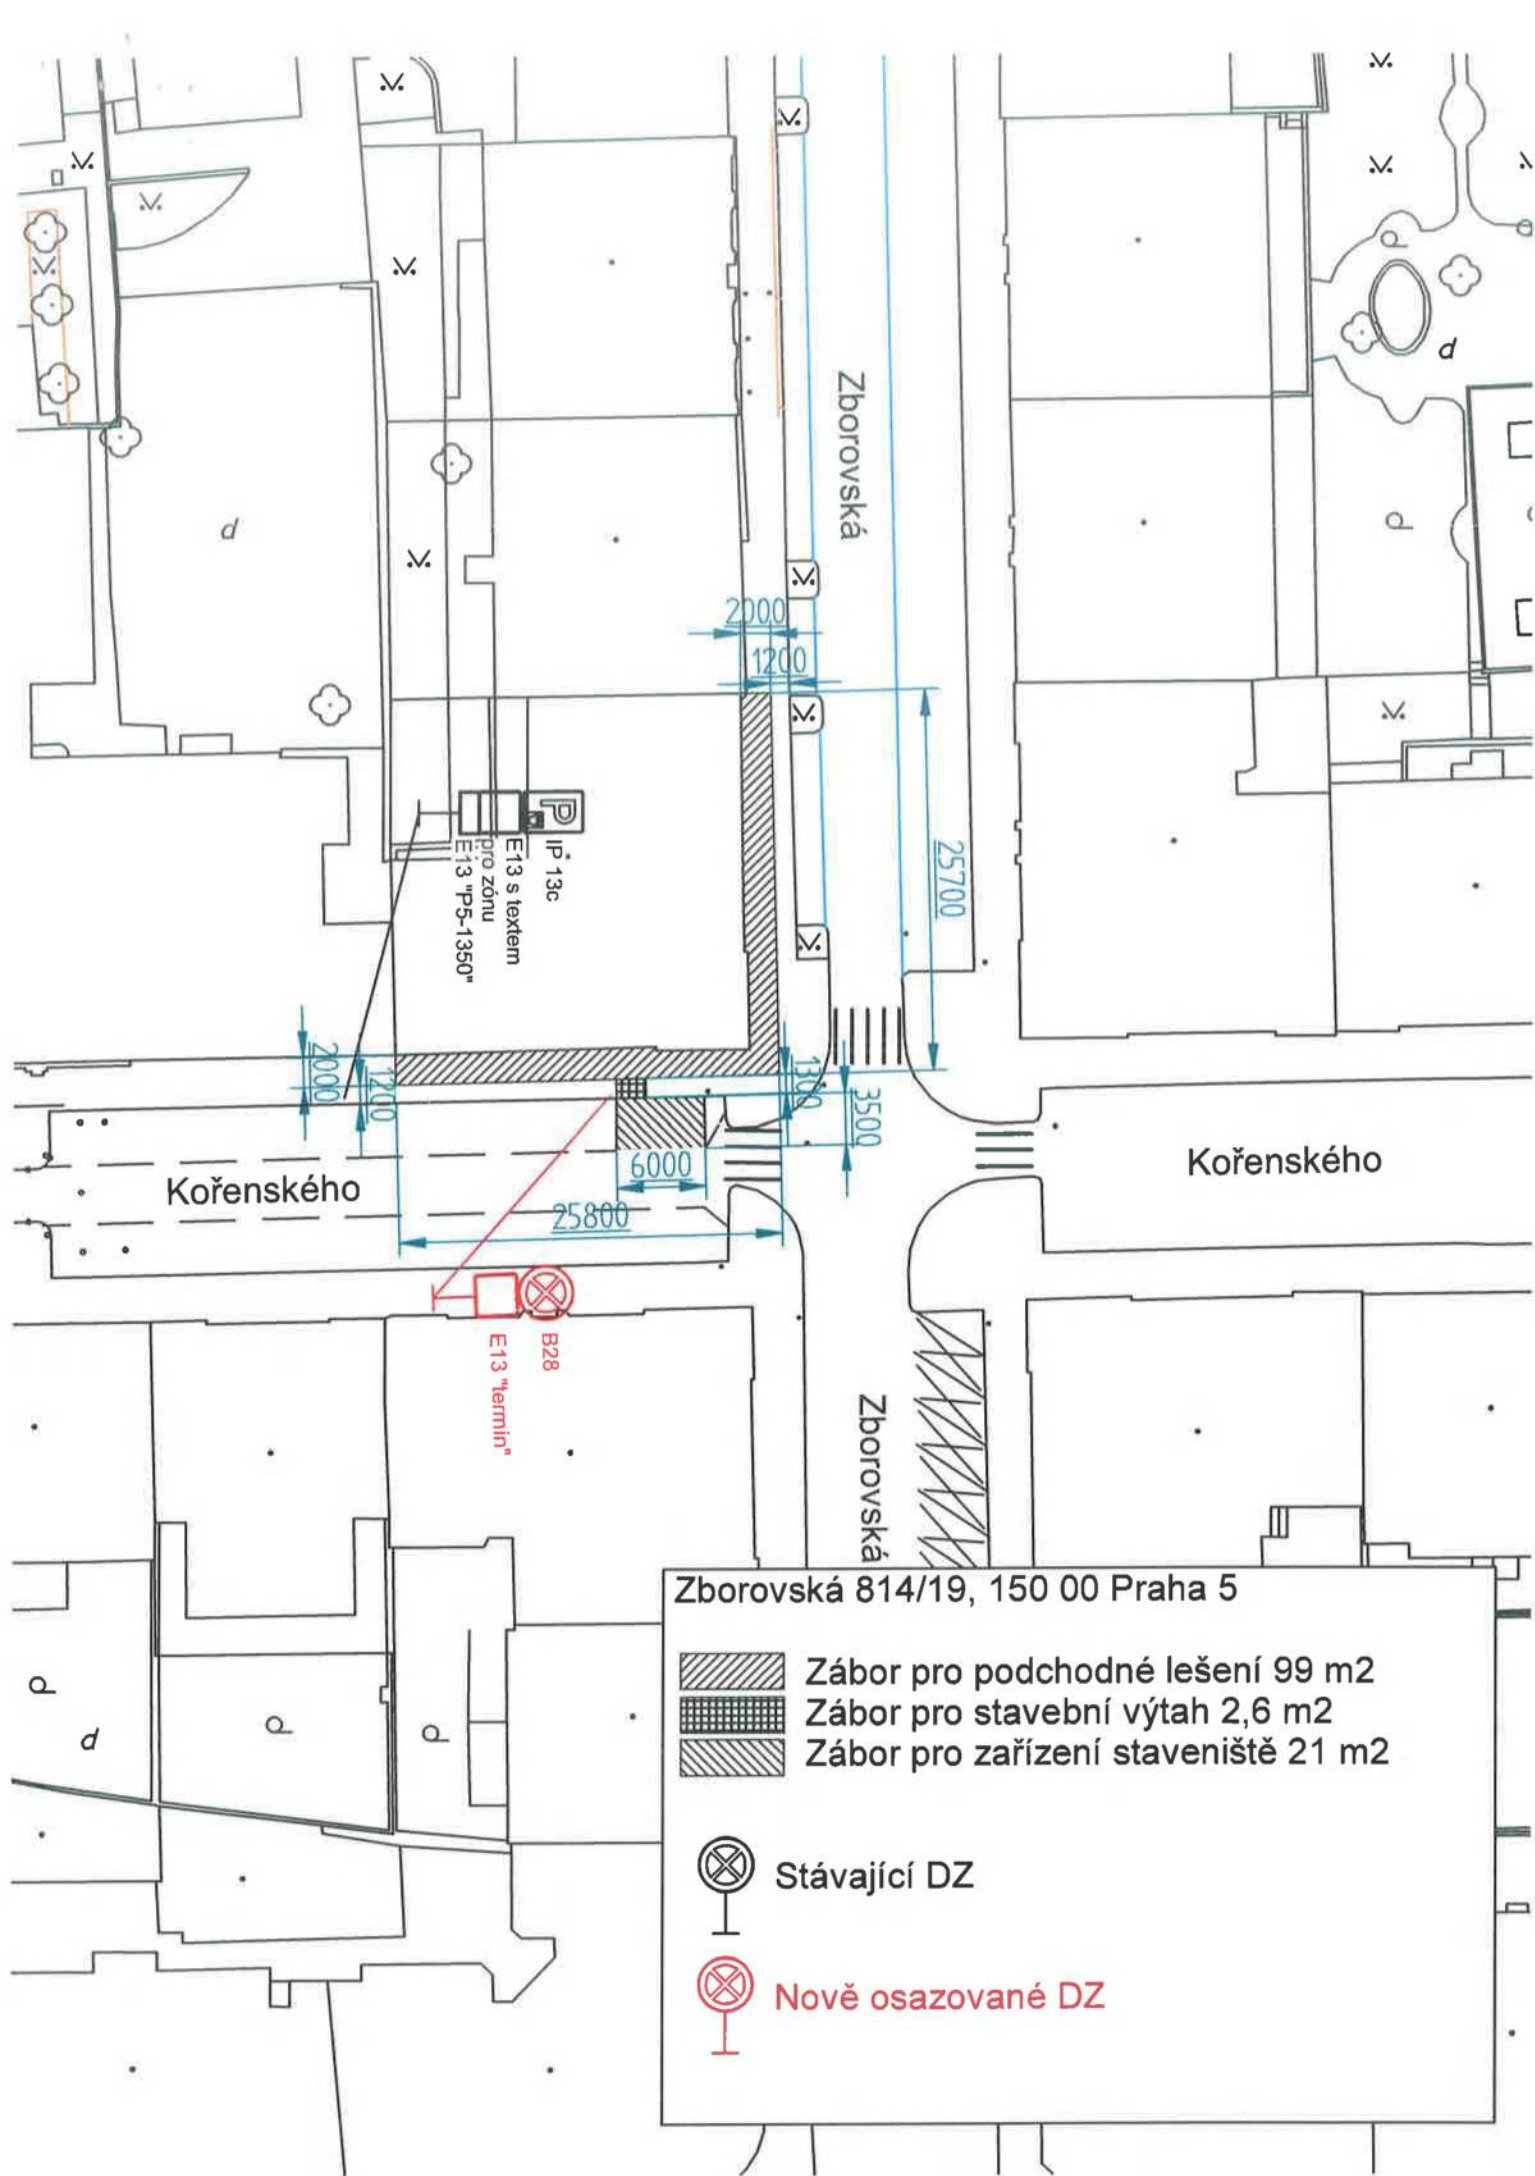 Zborovská
2000
1200
25700
IP 13c
E13 s textem
pro zónu
E13 "P5-1350"
P
2000
1200
1300
3500
6000
25800
Kořenského
Kořenského
B28
E13 "termin"
Zborovská
Zborovská 814/19, 150 00 Praha 5
Zábor pro podchodné lešení 99 m2
Zábor pro stavební výtah 2,6 m2
Zábor pro zařízení staveniště 21 m2
Stávající DZ
Nově osazované DZ